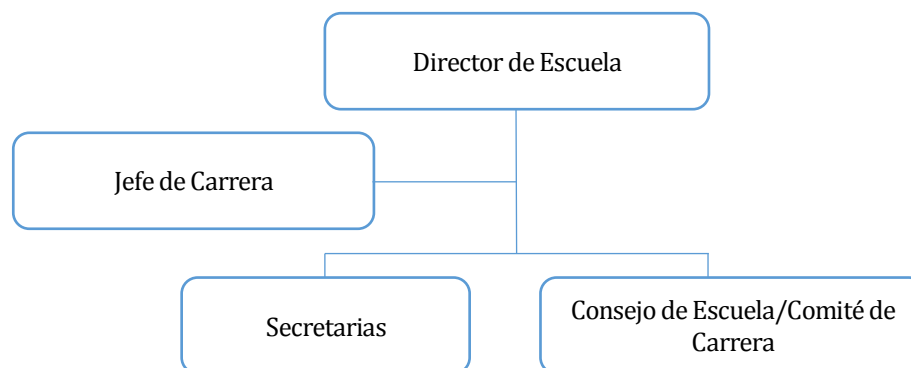 Director de Escuela
Jefe de Carrera
Secretarias
Consejo de Escuela/Comité de
Carrera